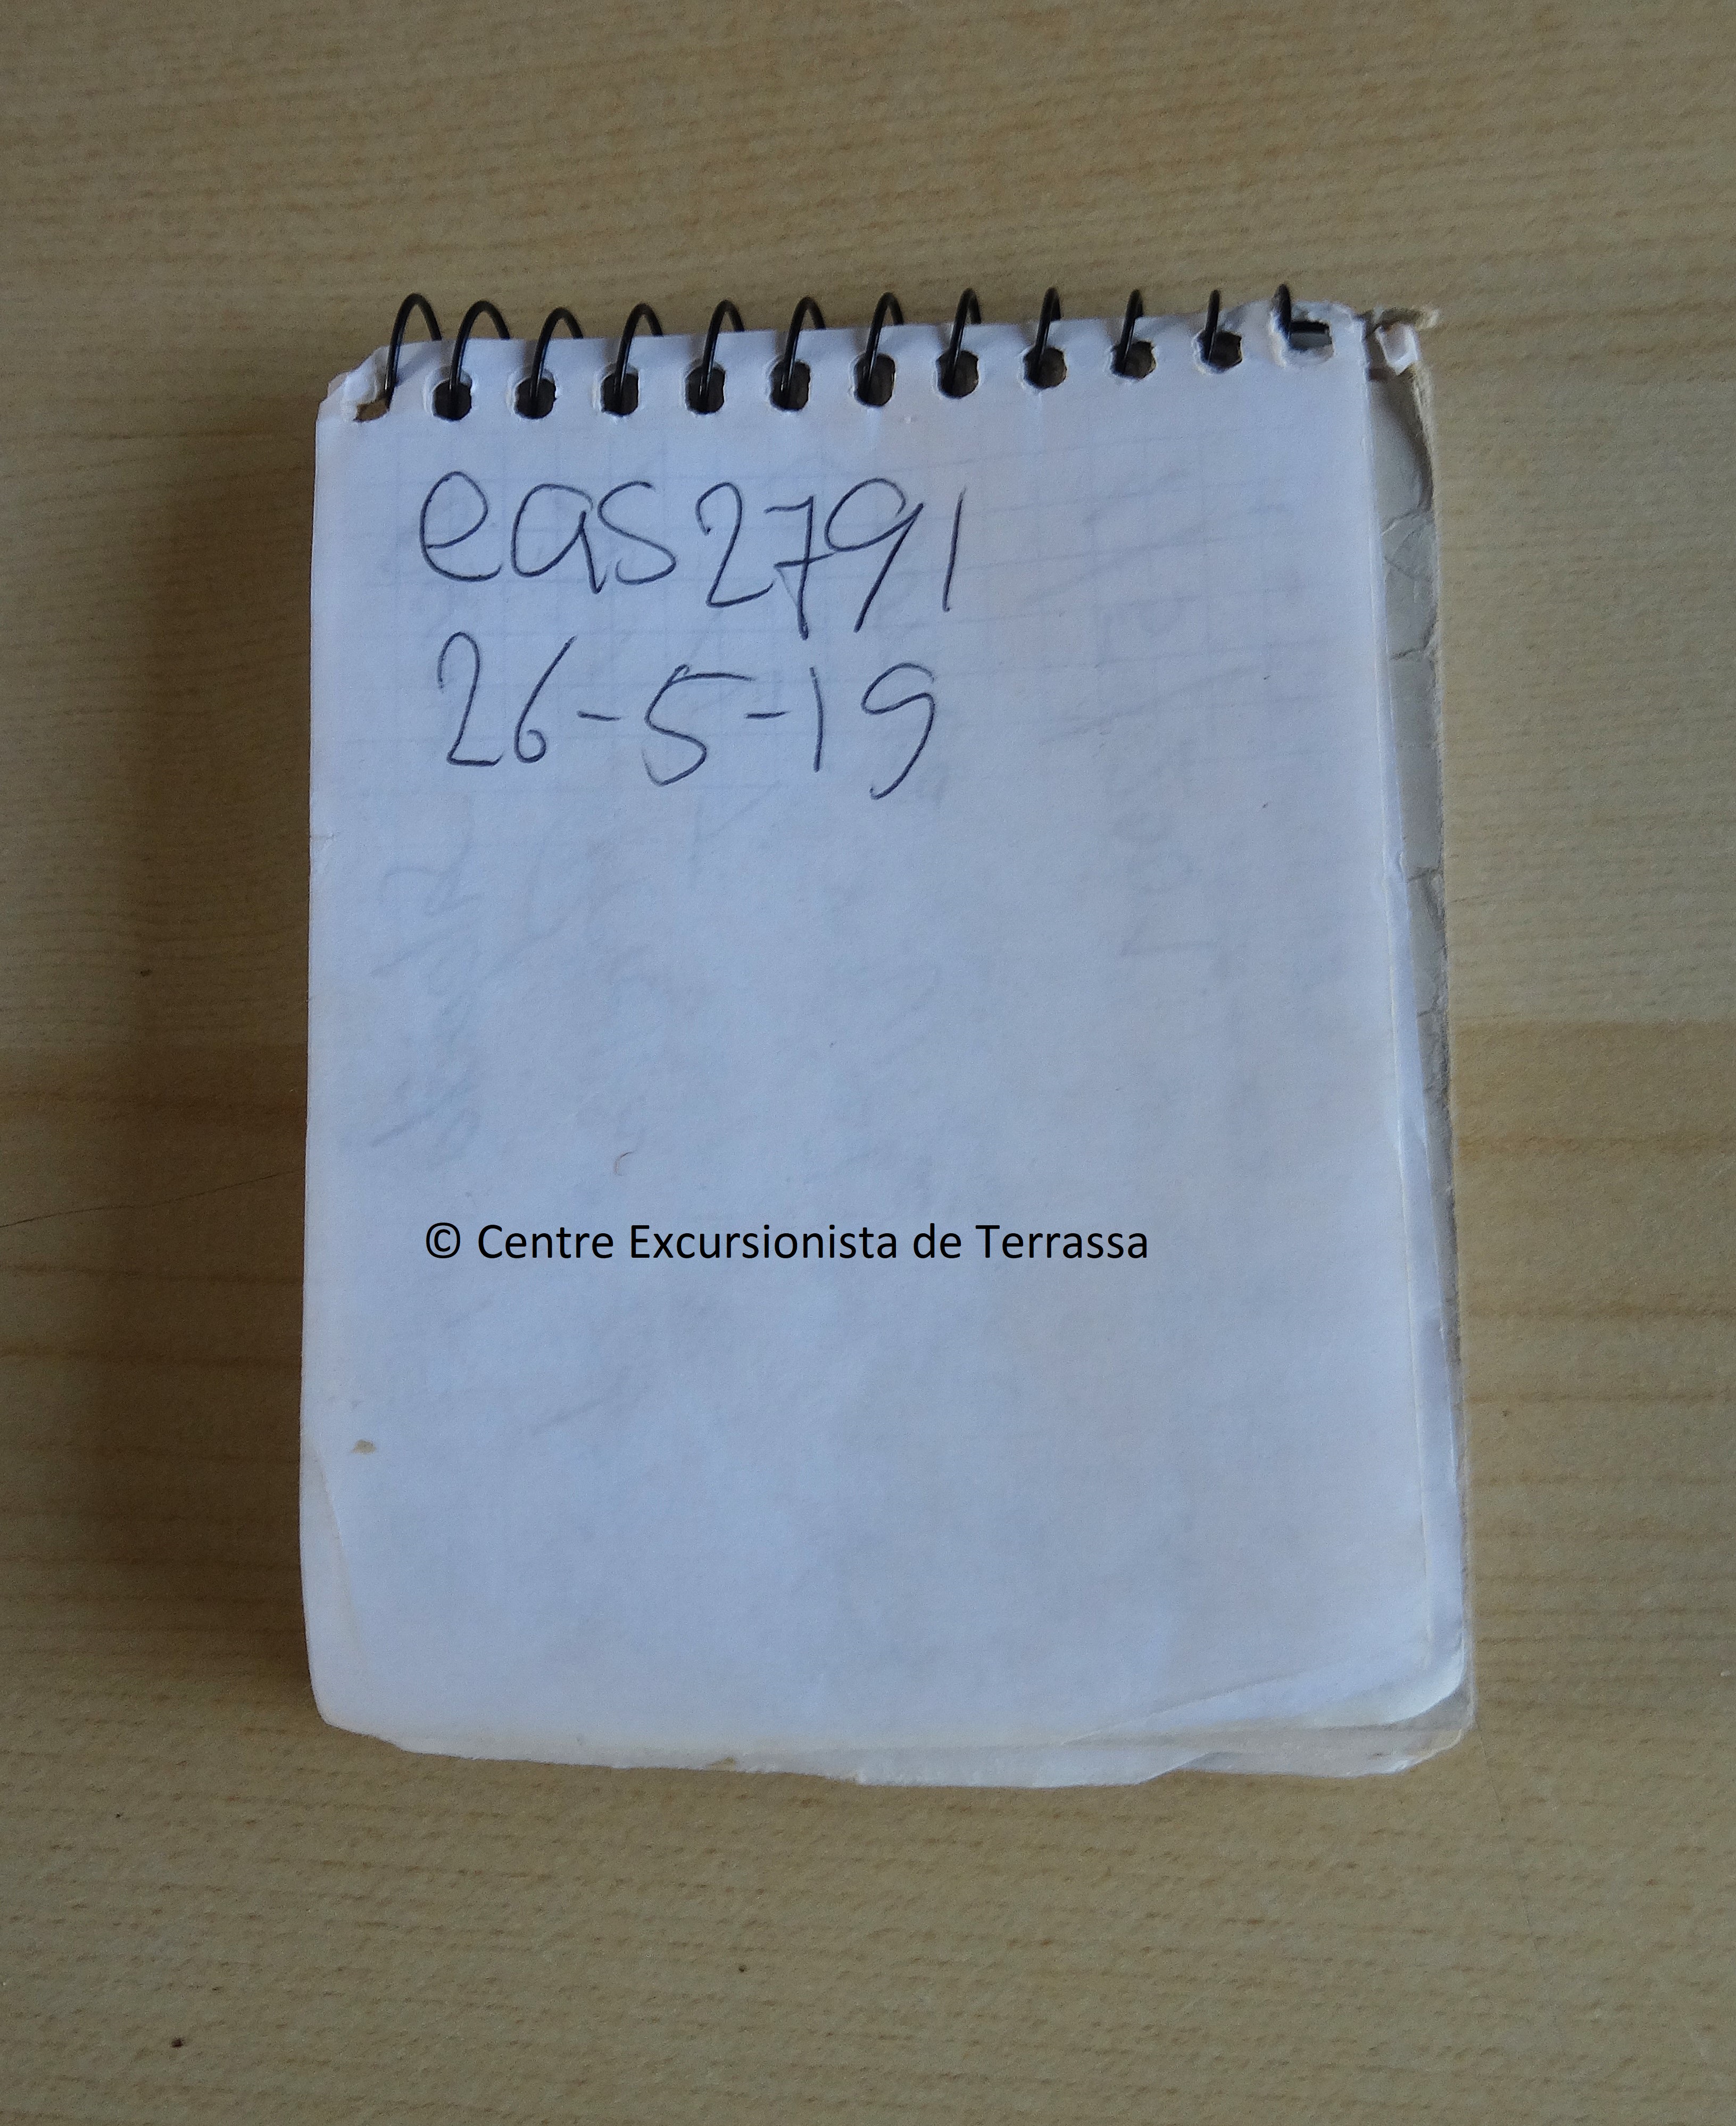 eas2791
26-5-19
© Centre Excursionista de Terrassa